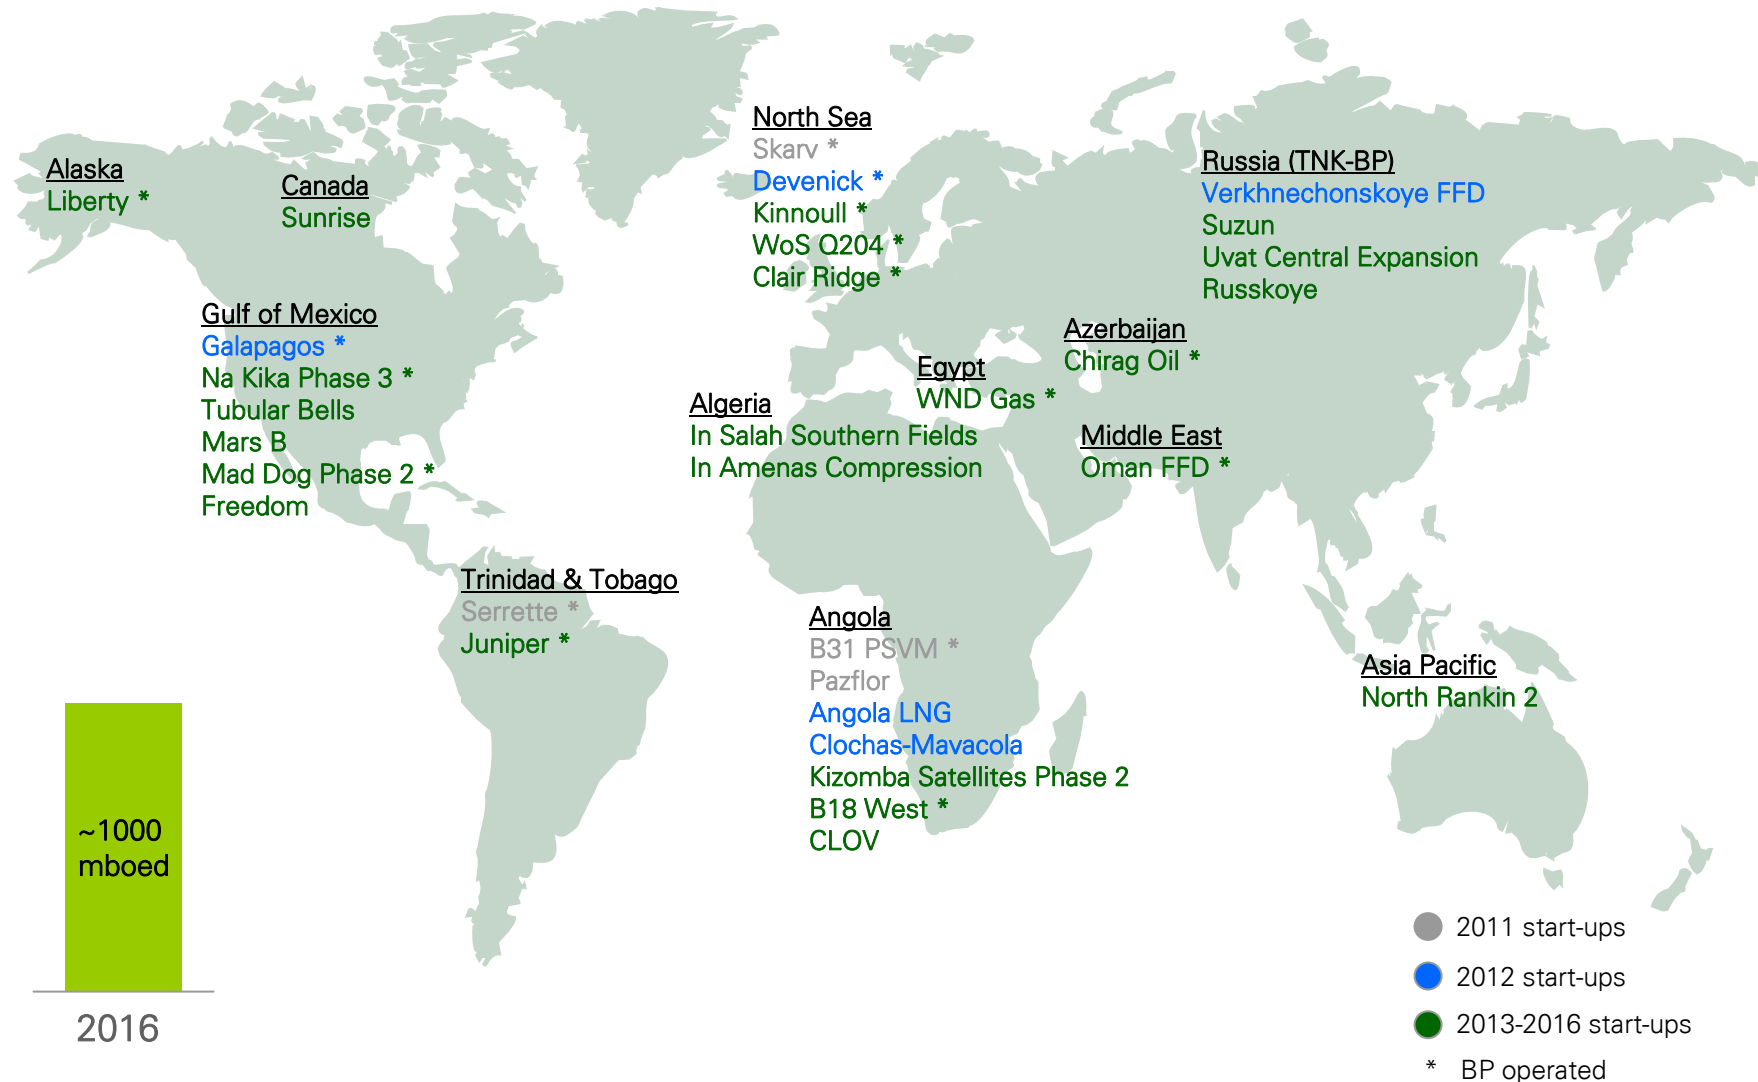 Alaska
Liberty *
Canada
Sunrise
North Sea
Skarv *
Devenick *
Kinnoull *
WoS Q204 *
Clair Ridge *
Russia (TNK-BP)
Verkhnechonskoye FFD
Suzun
Uvat Central Expansion
Russkoye
Gulf of Mexico
Galapagos *
Na Kika Phase 3 *
Tubular Bells
Mars B
Mad Dog Phase 2 *
Freedom
Azerbaijan
Chirag Oil *
Egypt
WND Gas *
Algeria
In Salah Southern Fields
In Amenas Compression
Middle East
Oman FFD *
Trinidad & Tobago
Serrette *
Juniper *
Angola
B31 PSVM *
Pazflor
Angola LNG
Clochas-Mavacola
Kizomba Satellites Phase 2
B18 West *
CLOV
Asia Pacific
North Rankin 2
~1000
mboed
2016
2011 start-ups
2012 start-ups
2013-2016 start-ups
* BP operated